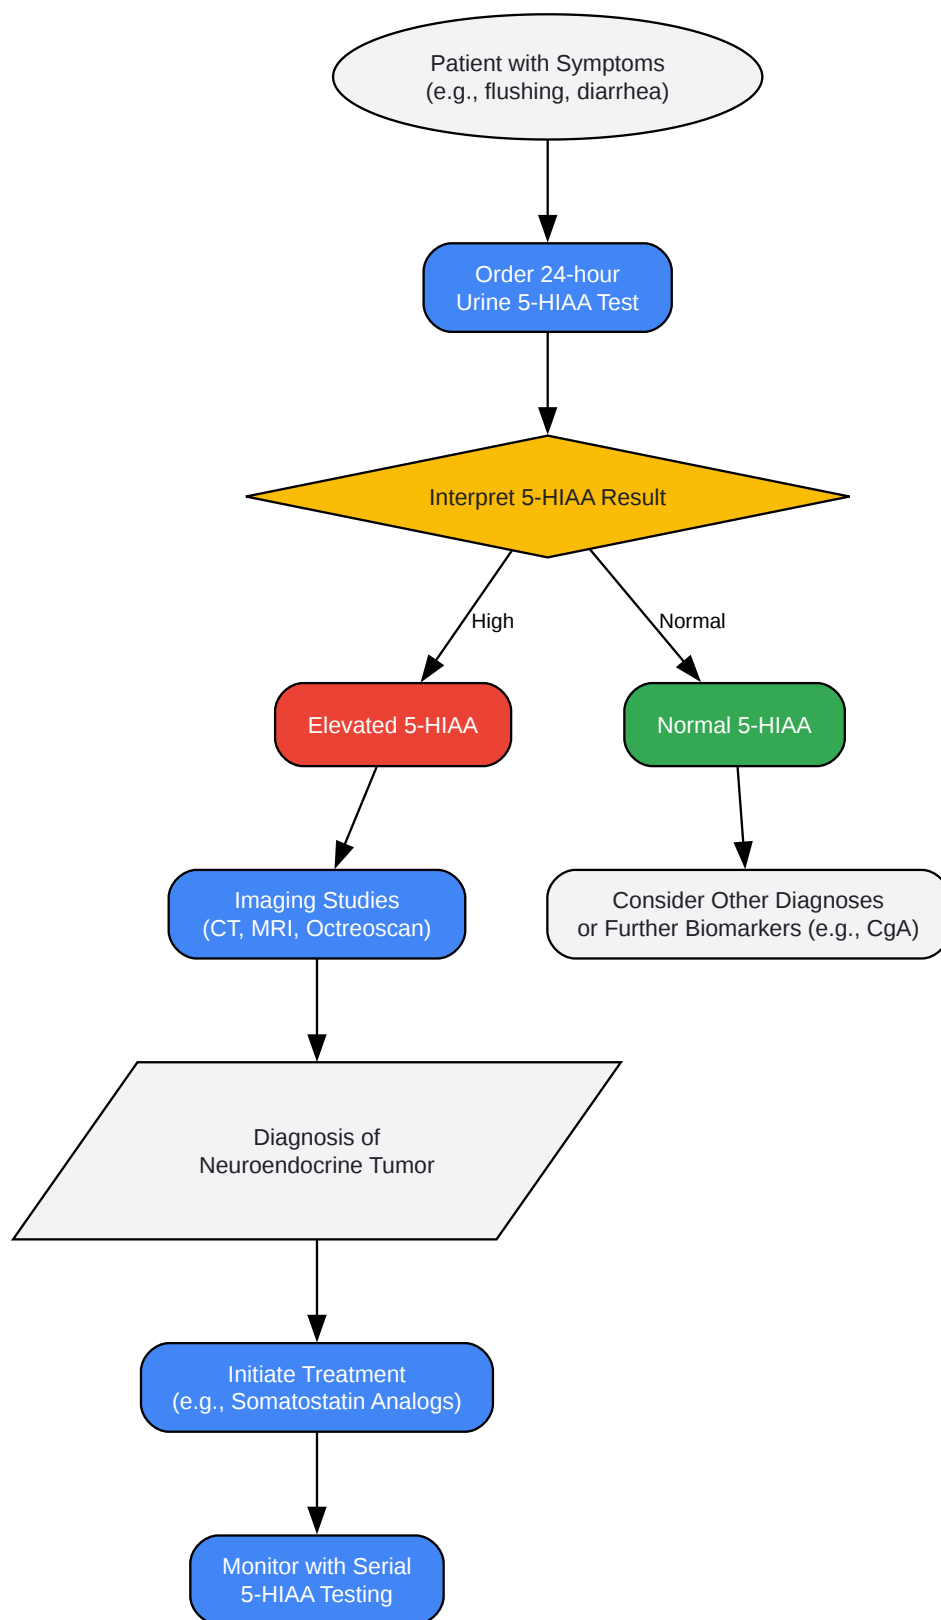 Patient with Symptoms
(e.g., flushing, diarrhea)
Order 24-hour
Urine 5-HIAA Test
Interpret 5-HIAA Result
High
Normal
Elevated 5-HIAA
Normal 5-HIAA
Imaging Studies
(CT, MRI, Octreoscan)
Consider Other Diagnoses
or Further Biomarkers (e.g., CgA)
Diagnosis of
Neuroendocrine Tumor
Initiate Treatment
(e.g., Somatostatin Analogs)
Monitor with Serial
5-HIAA Testing